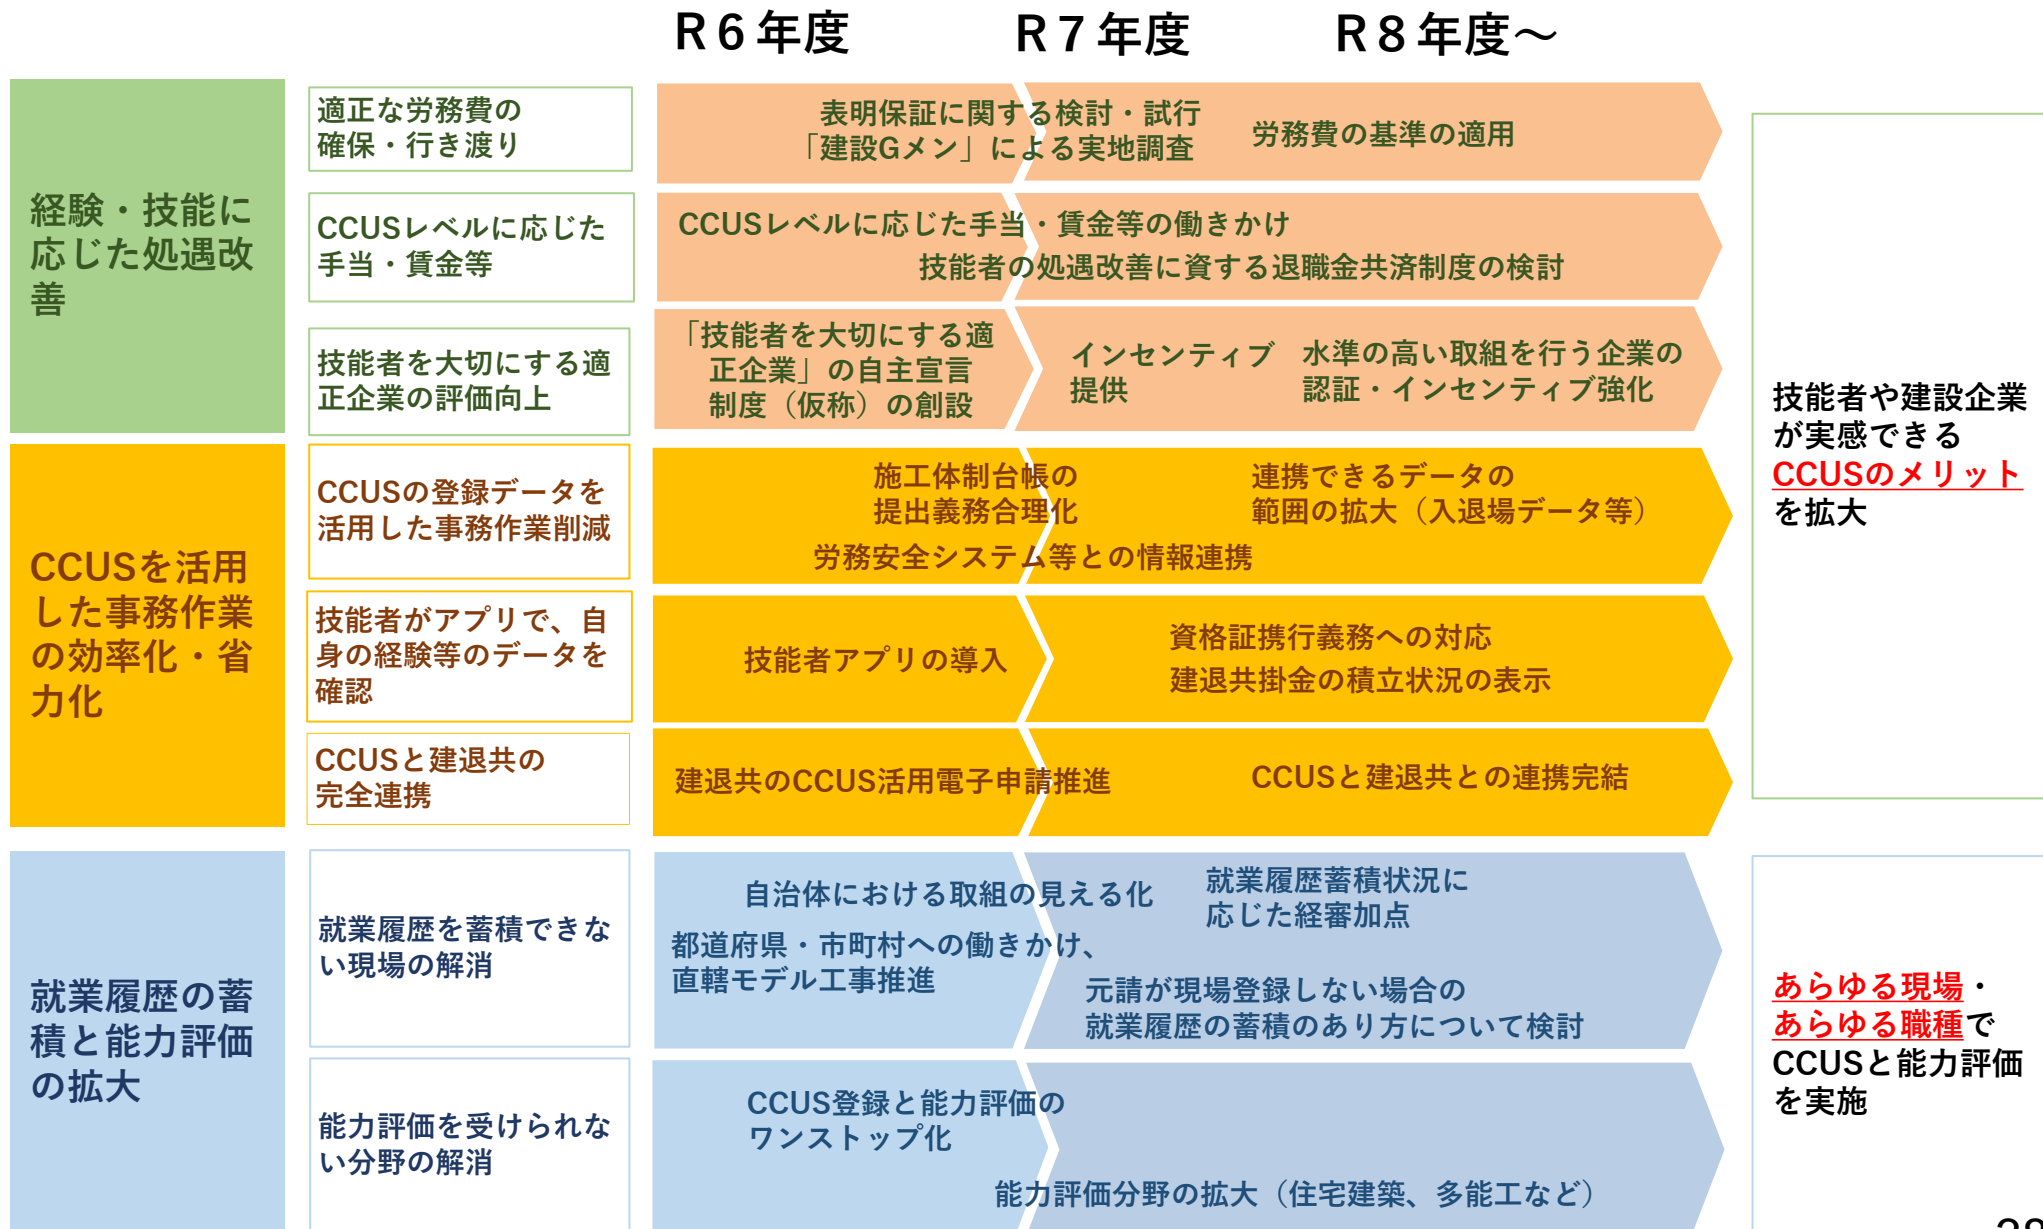 R６年度
R７年度
R８年度～
経験・技能に
応じた処遇改
善
適正な労務費の
確保・行き渡り
表明保証に関する検討・試行
「建設Gメン」による実地調査
労務費の基準の適用
CCUSレベルに応じた
手当・賃金等
CCUSレベルに応じた手当・賃金等の働きかけ
技能者の処遇改善に資する退職金共済制度の検討
技能者を大切にする適
正企業の評価向上
「技能者を大切にする適
正企業」の自主宣言
制度（仮称）の創設
インセンティブ
提供
水準の高い取組を行う企業の
認証・インセンティブ強化
CCUSを活用
した事務作業
の効率化・省
力化
CCUSの登録データを
活用した事務作業削減
施工体制台帳の
提出義務合理化
連携できるデータの
範囲の拡大（入退場データ等）
労務安全システム等との情報連携
技能者がアプリで、自
身の経験等のデータを
確認
技能者アプリの導入
資格証携行義務への対応
建退共掛金の積立状況の表示
CCUSと建退共の
完全連携
建退共のCCUS活用電子申請推進
CCUSと建退共との連携完結
技能者や建設企業
が実感できる
CCUSのメリット
を拡大
就業履歴の蓄
積と能力評価
の拡大
就業履歴を蓄積できな
い現場の解消
自治体における取組の見える化
都道府県・市町村への働きかけ、
直轄モデル工事推進
就業履歴蓄積状況に
応じた経審加点
元請が現場登録しない場合の
就業履歴の蓄積のあり方について検討
能力評価を受けられな
い分野の解消
CCUS登録と能力評価の
ワンストップ化
能力評価分野の拡大（住宅建築、多能工など）
あらゆる現場・
あらゆる職種で
CCUSと能力評価
を実施